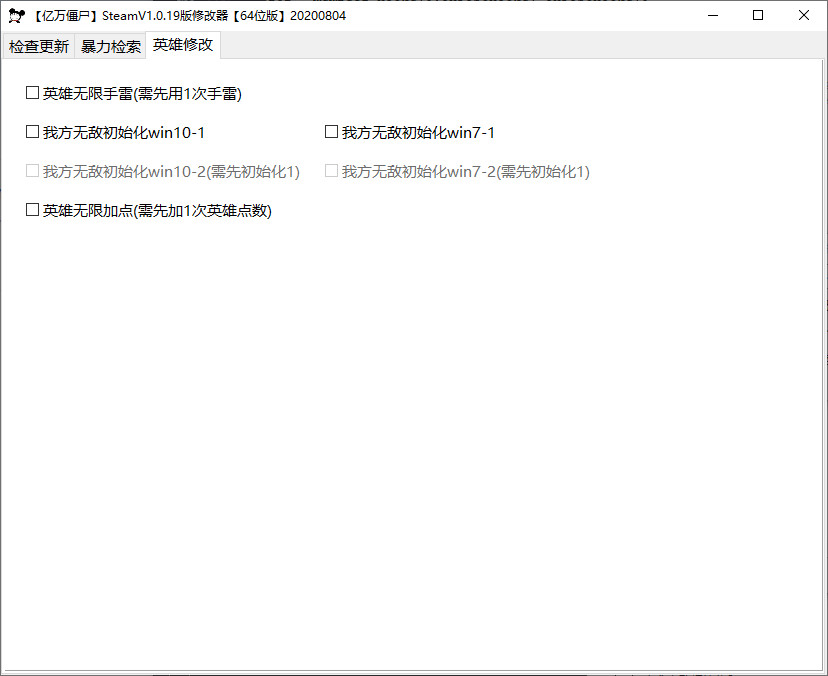 【亿万僵尸】SteamV1.0.19版修改器【64位版】20200804
检查更新 暴力检索 英雄修改
英雄无限手雷(需先用1次手雷)
我方无敌初始化win10-1 我方无敌初始化win7-1
我方无敌初始化win10-2(需先初始化1) 我方无敌初始化win7-2(需先初始化1)
英雄无限加点(需先加1次英雄点数)